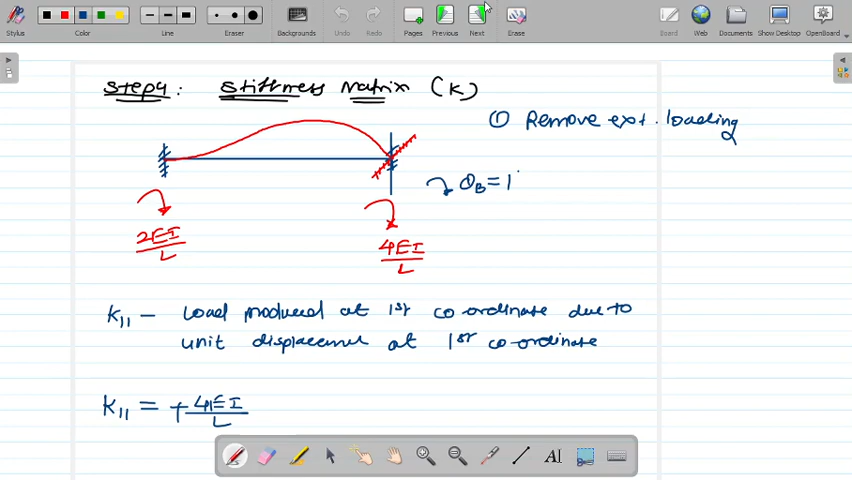 Stylus
Color
Line
Eraser
Backgrounds
Undo
Redo
Pages
Previous
Next
Erase
Board
Web
Documents
Show Desktop
OpenBoard
Step4: Stiffness Matrix (K)
① Remove ext. loading
θB = 1
2EI/L
4EI/L
K11 - Load produced at 1st co-ordinate due to
unit displacement at 1st co-ordinate
K11 = +4EI/L
AI